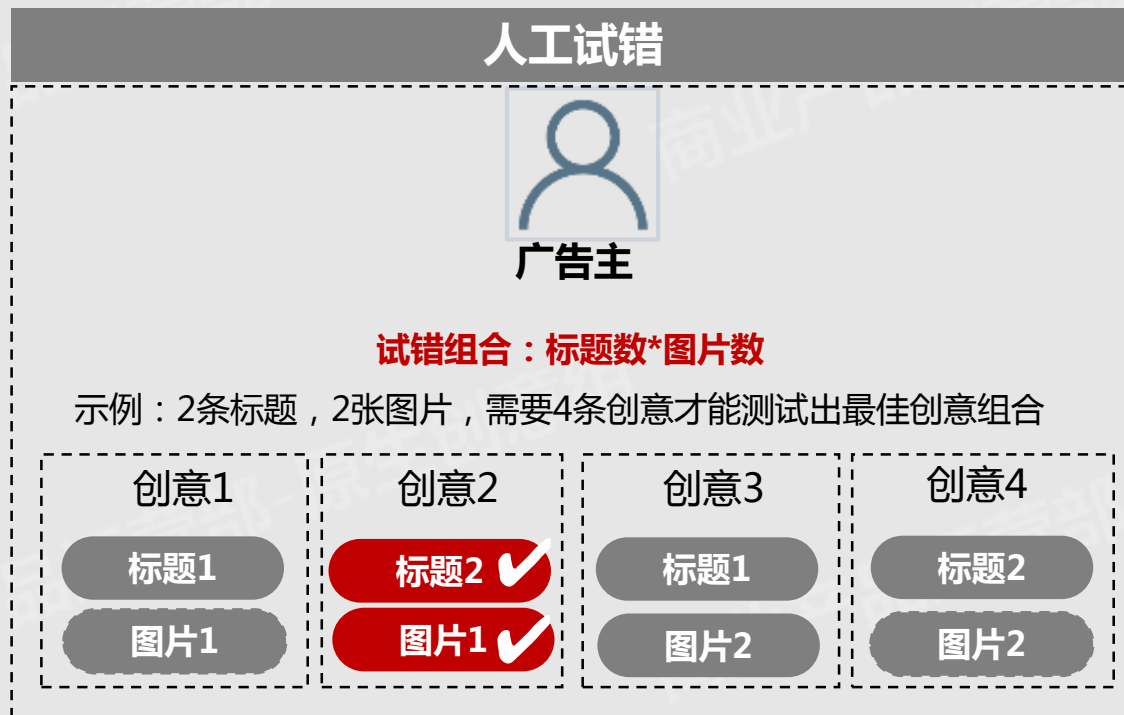 人工试错
广告主
试错组合：标题数*图片数
示例：2条标题，2张图片，需要4条创意才能测试出最佳创意组合
创意1
标题1
图片1
创意2
标题2
图片1
创意3
标题1
图片2
创意4
标题2
图片2